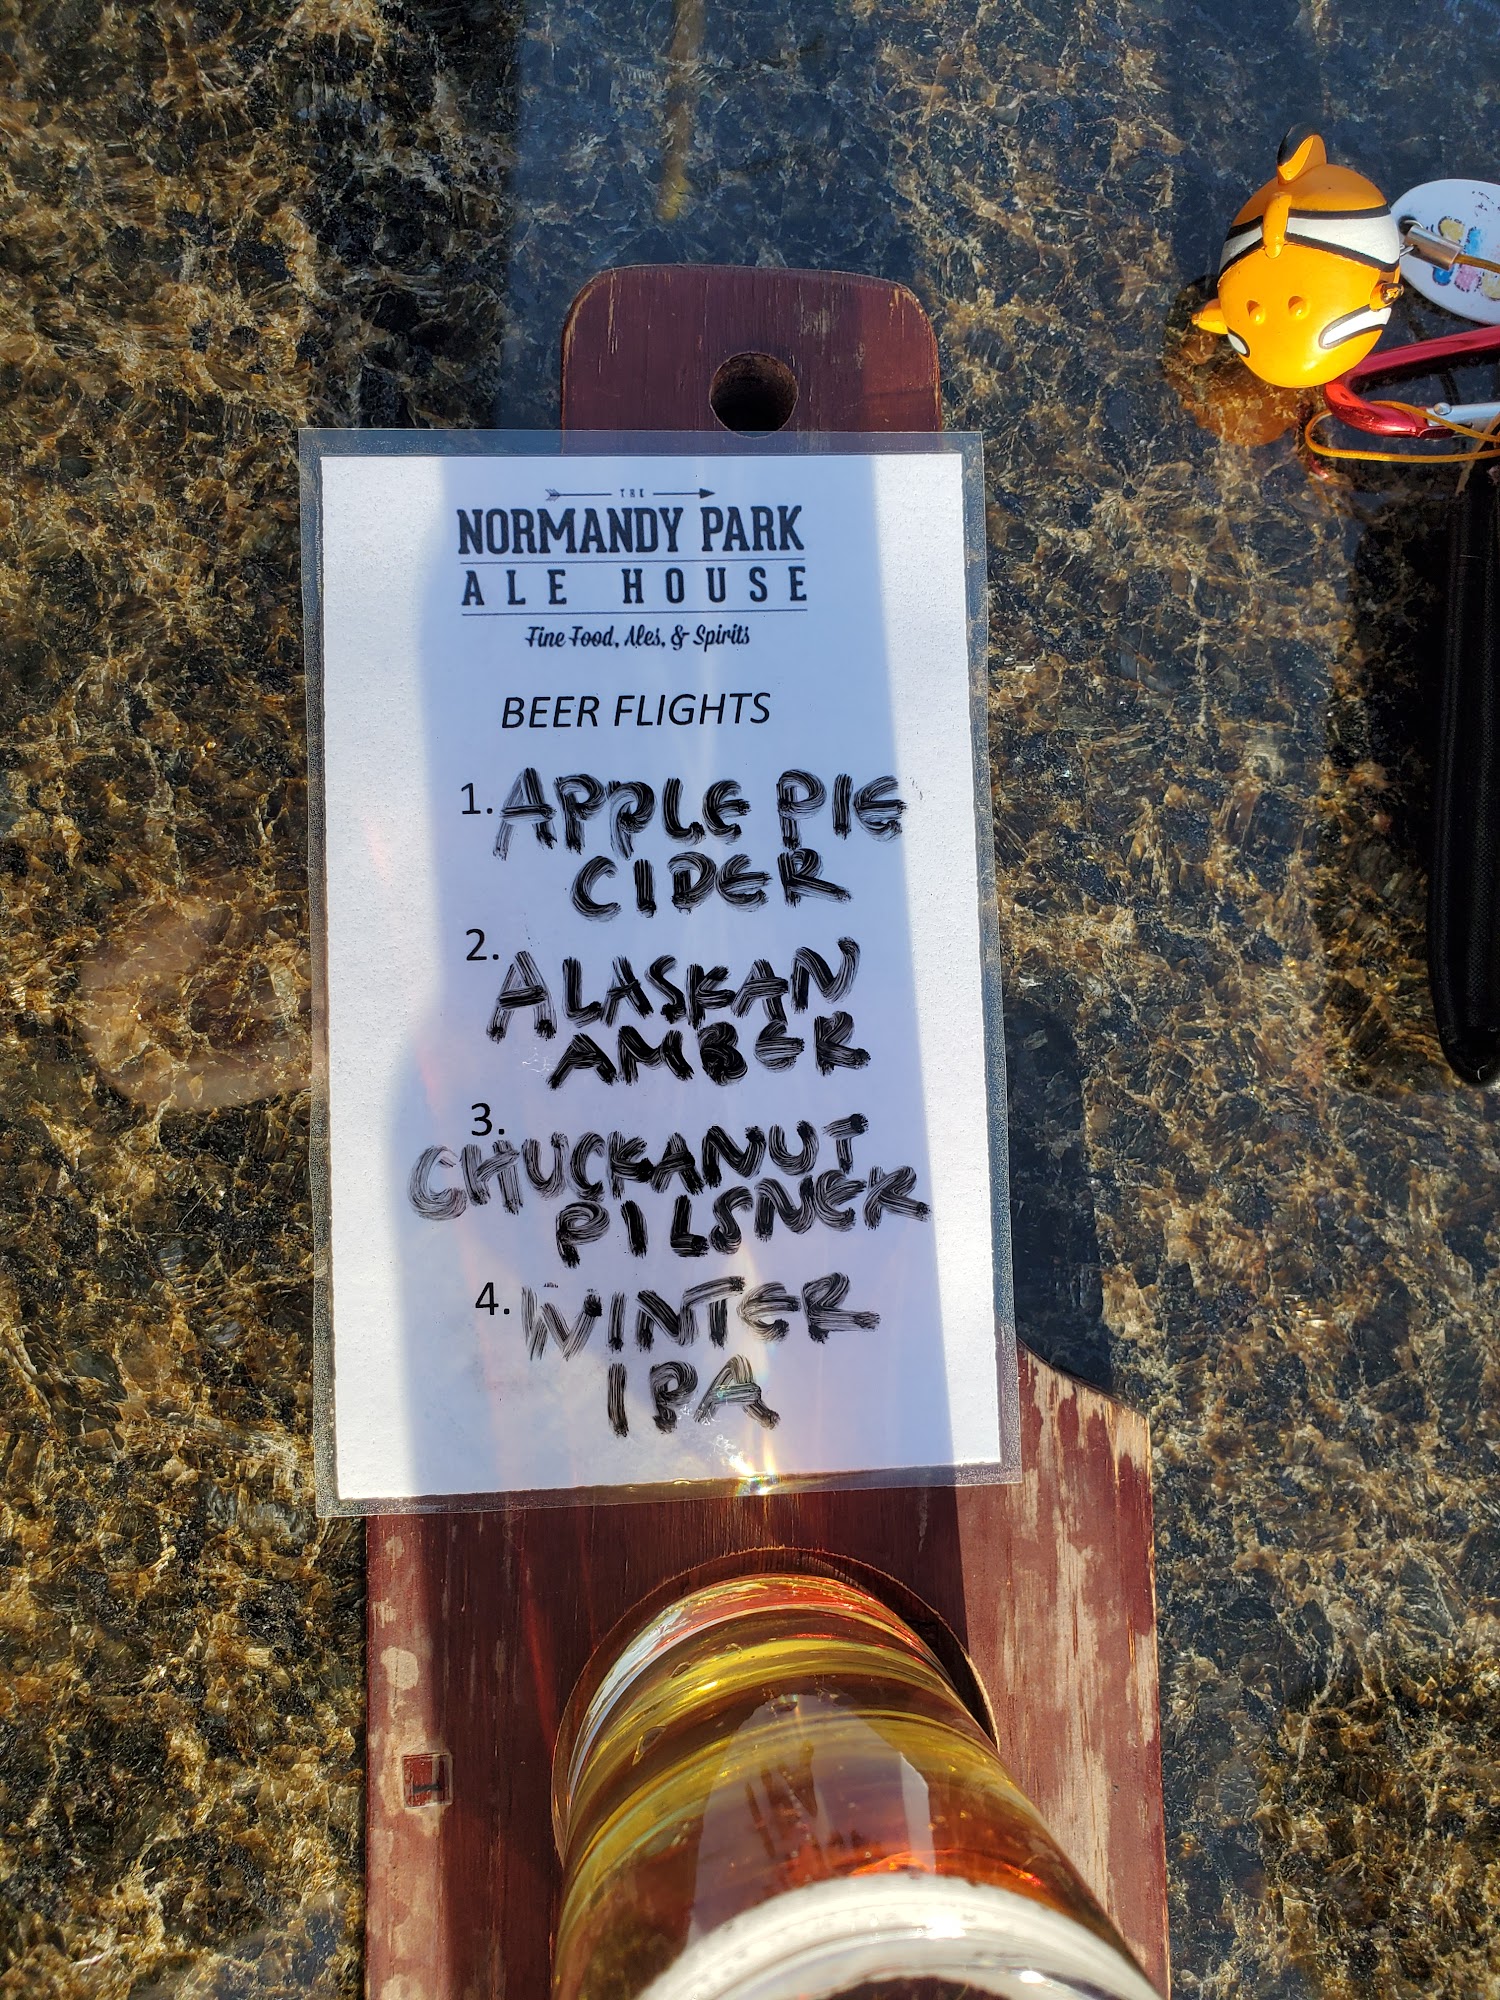 THE
NORMANDY PARK
ALE HOUSE
Fine Food, Ales, & Spirits
BEER FLIGHTS
1. APPLE PIE
CIDER
2. ALASKAN
AMBER
3. CHUCKANUT
PILSNER
4. WINTER
IPA
1